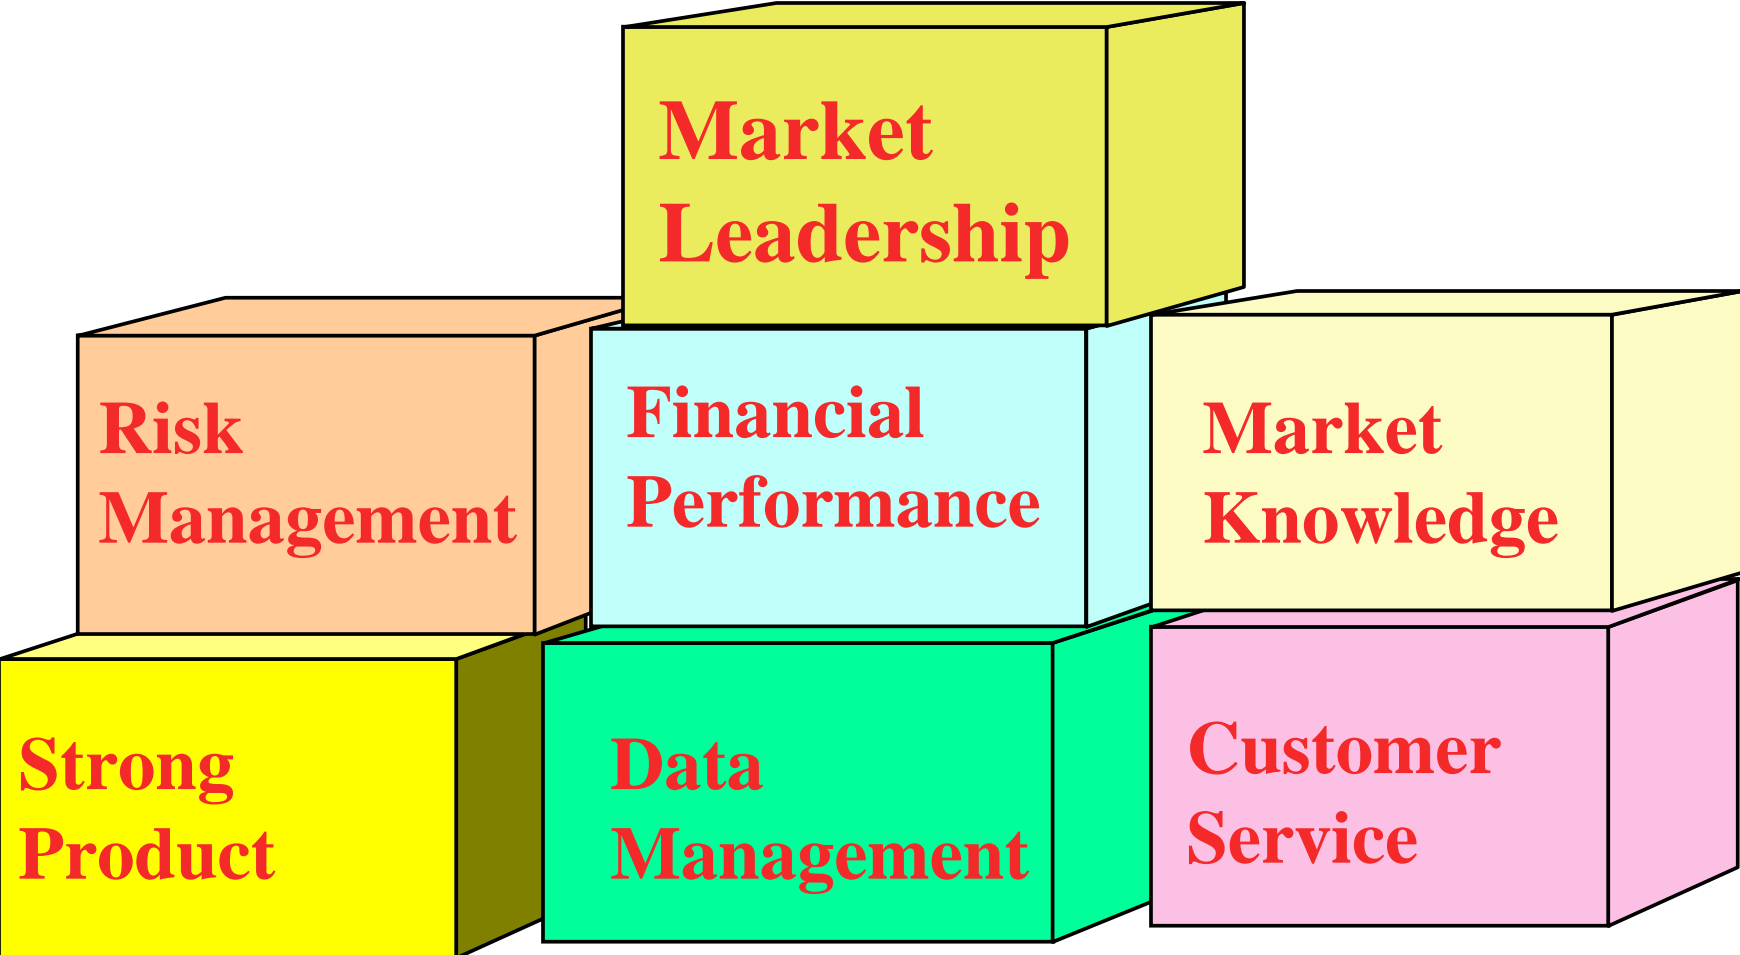 Market
Leadership
Risk
Management
Financial
Performance
Market
Knowledge
Strong
Product
Data
Management
Customer
Service